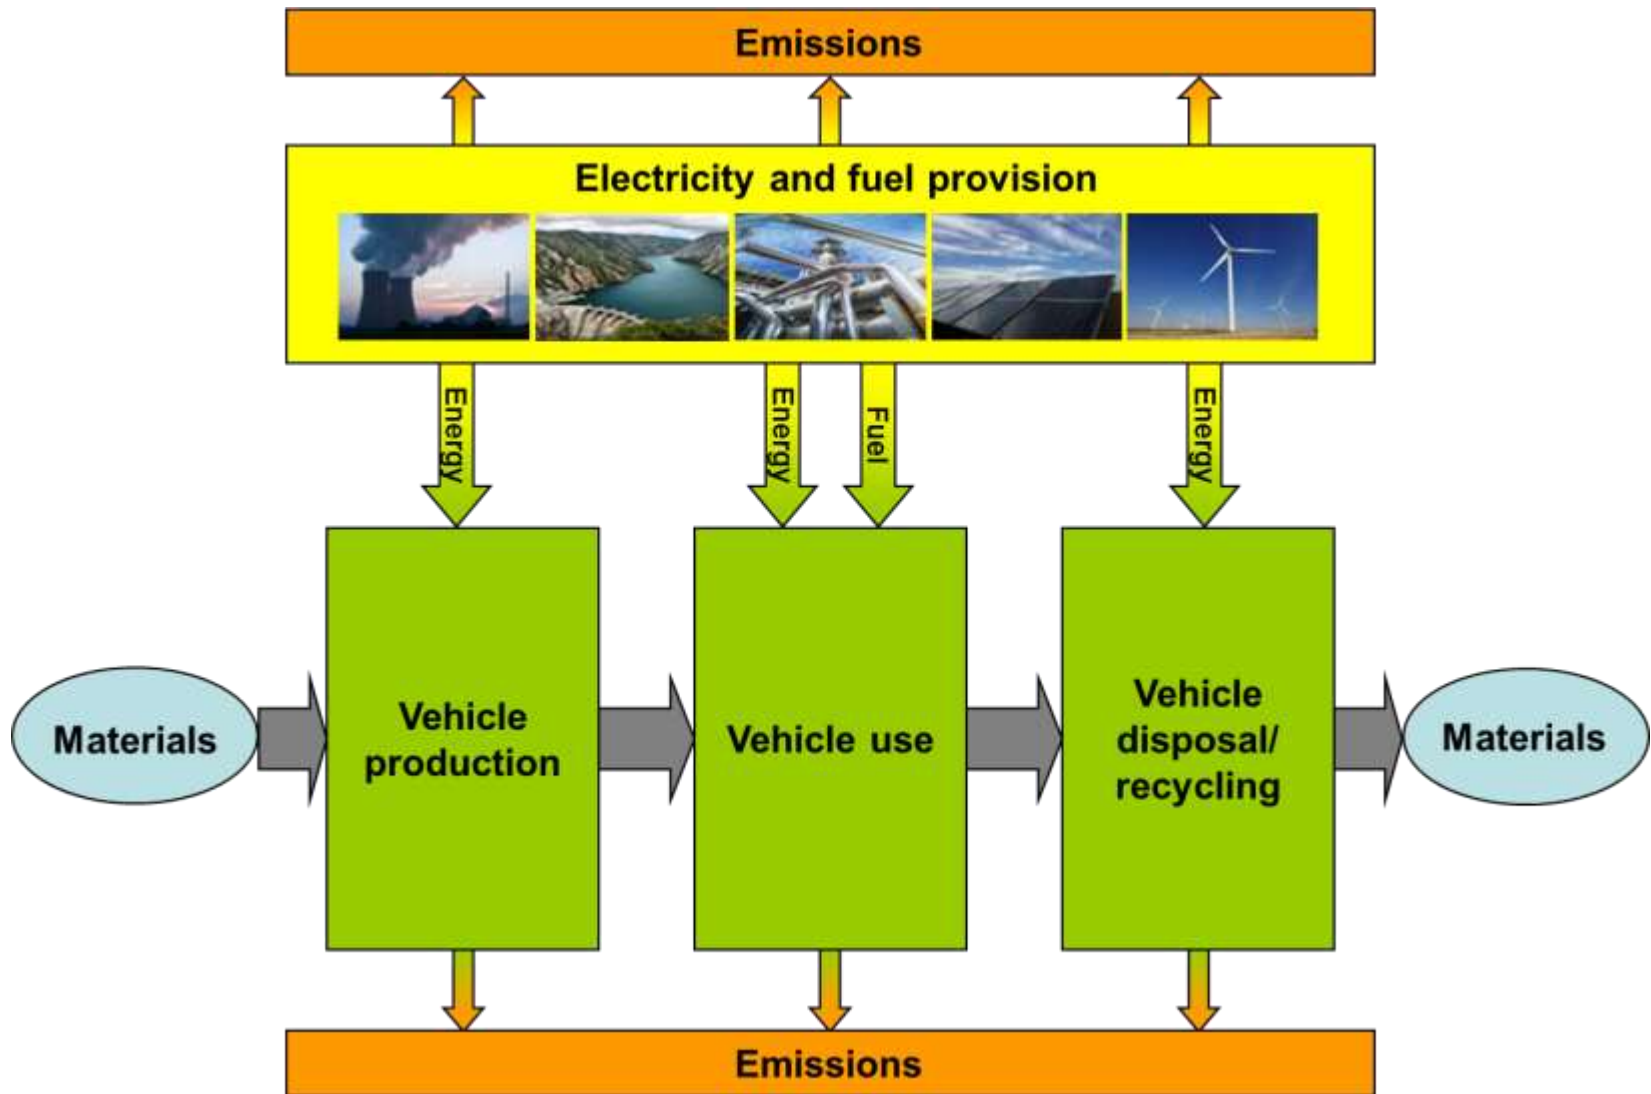 Emissions
Electricity and fuel provision
Energy
Energy
Fuel
Energy
Materials
Vehicle
production
Vehicle use
Vehicle
disposal/
recycling
Materials
Emissions